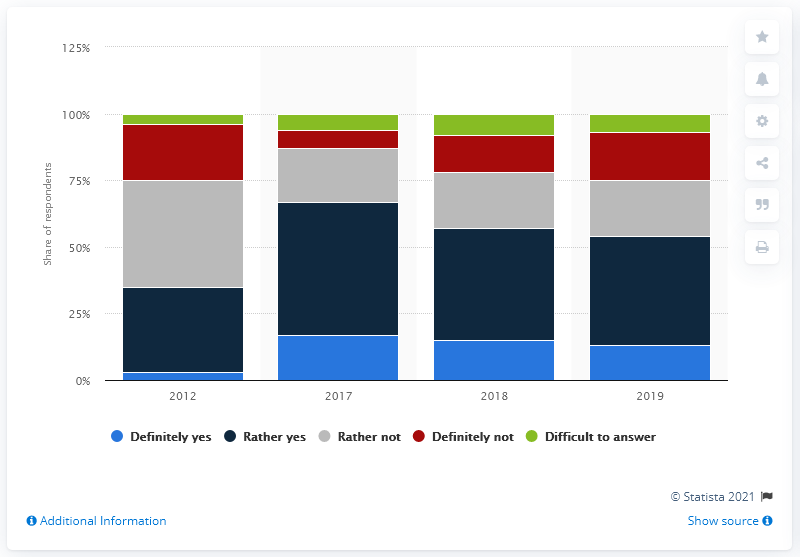 125%
100%
75%
50%
25%
0%
Share of respondents
2012 2017 2018 2019
Definitely yes Rather yes Rather not Definitely not Difficult to answer
© Statista 2021
Additional Information Show source